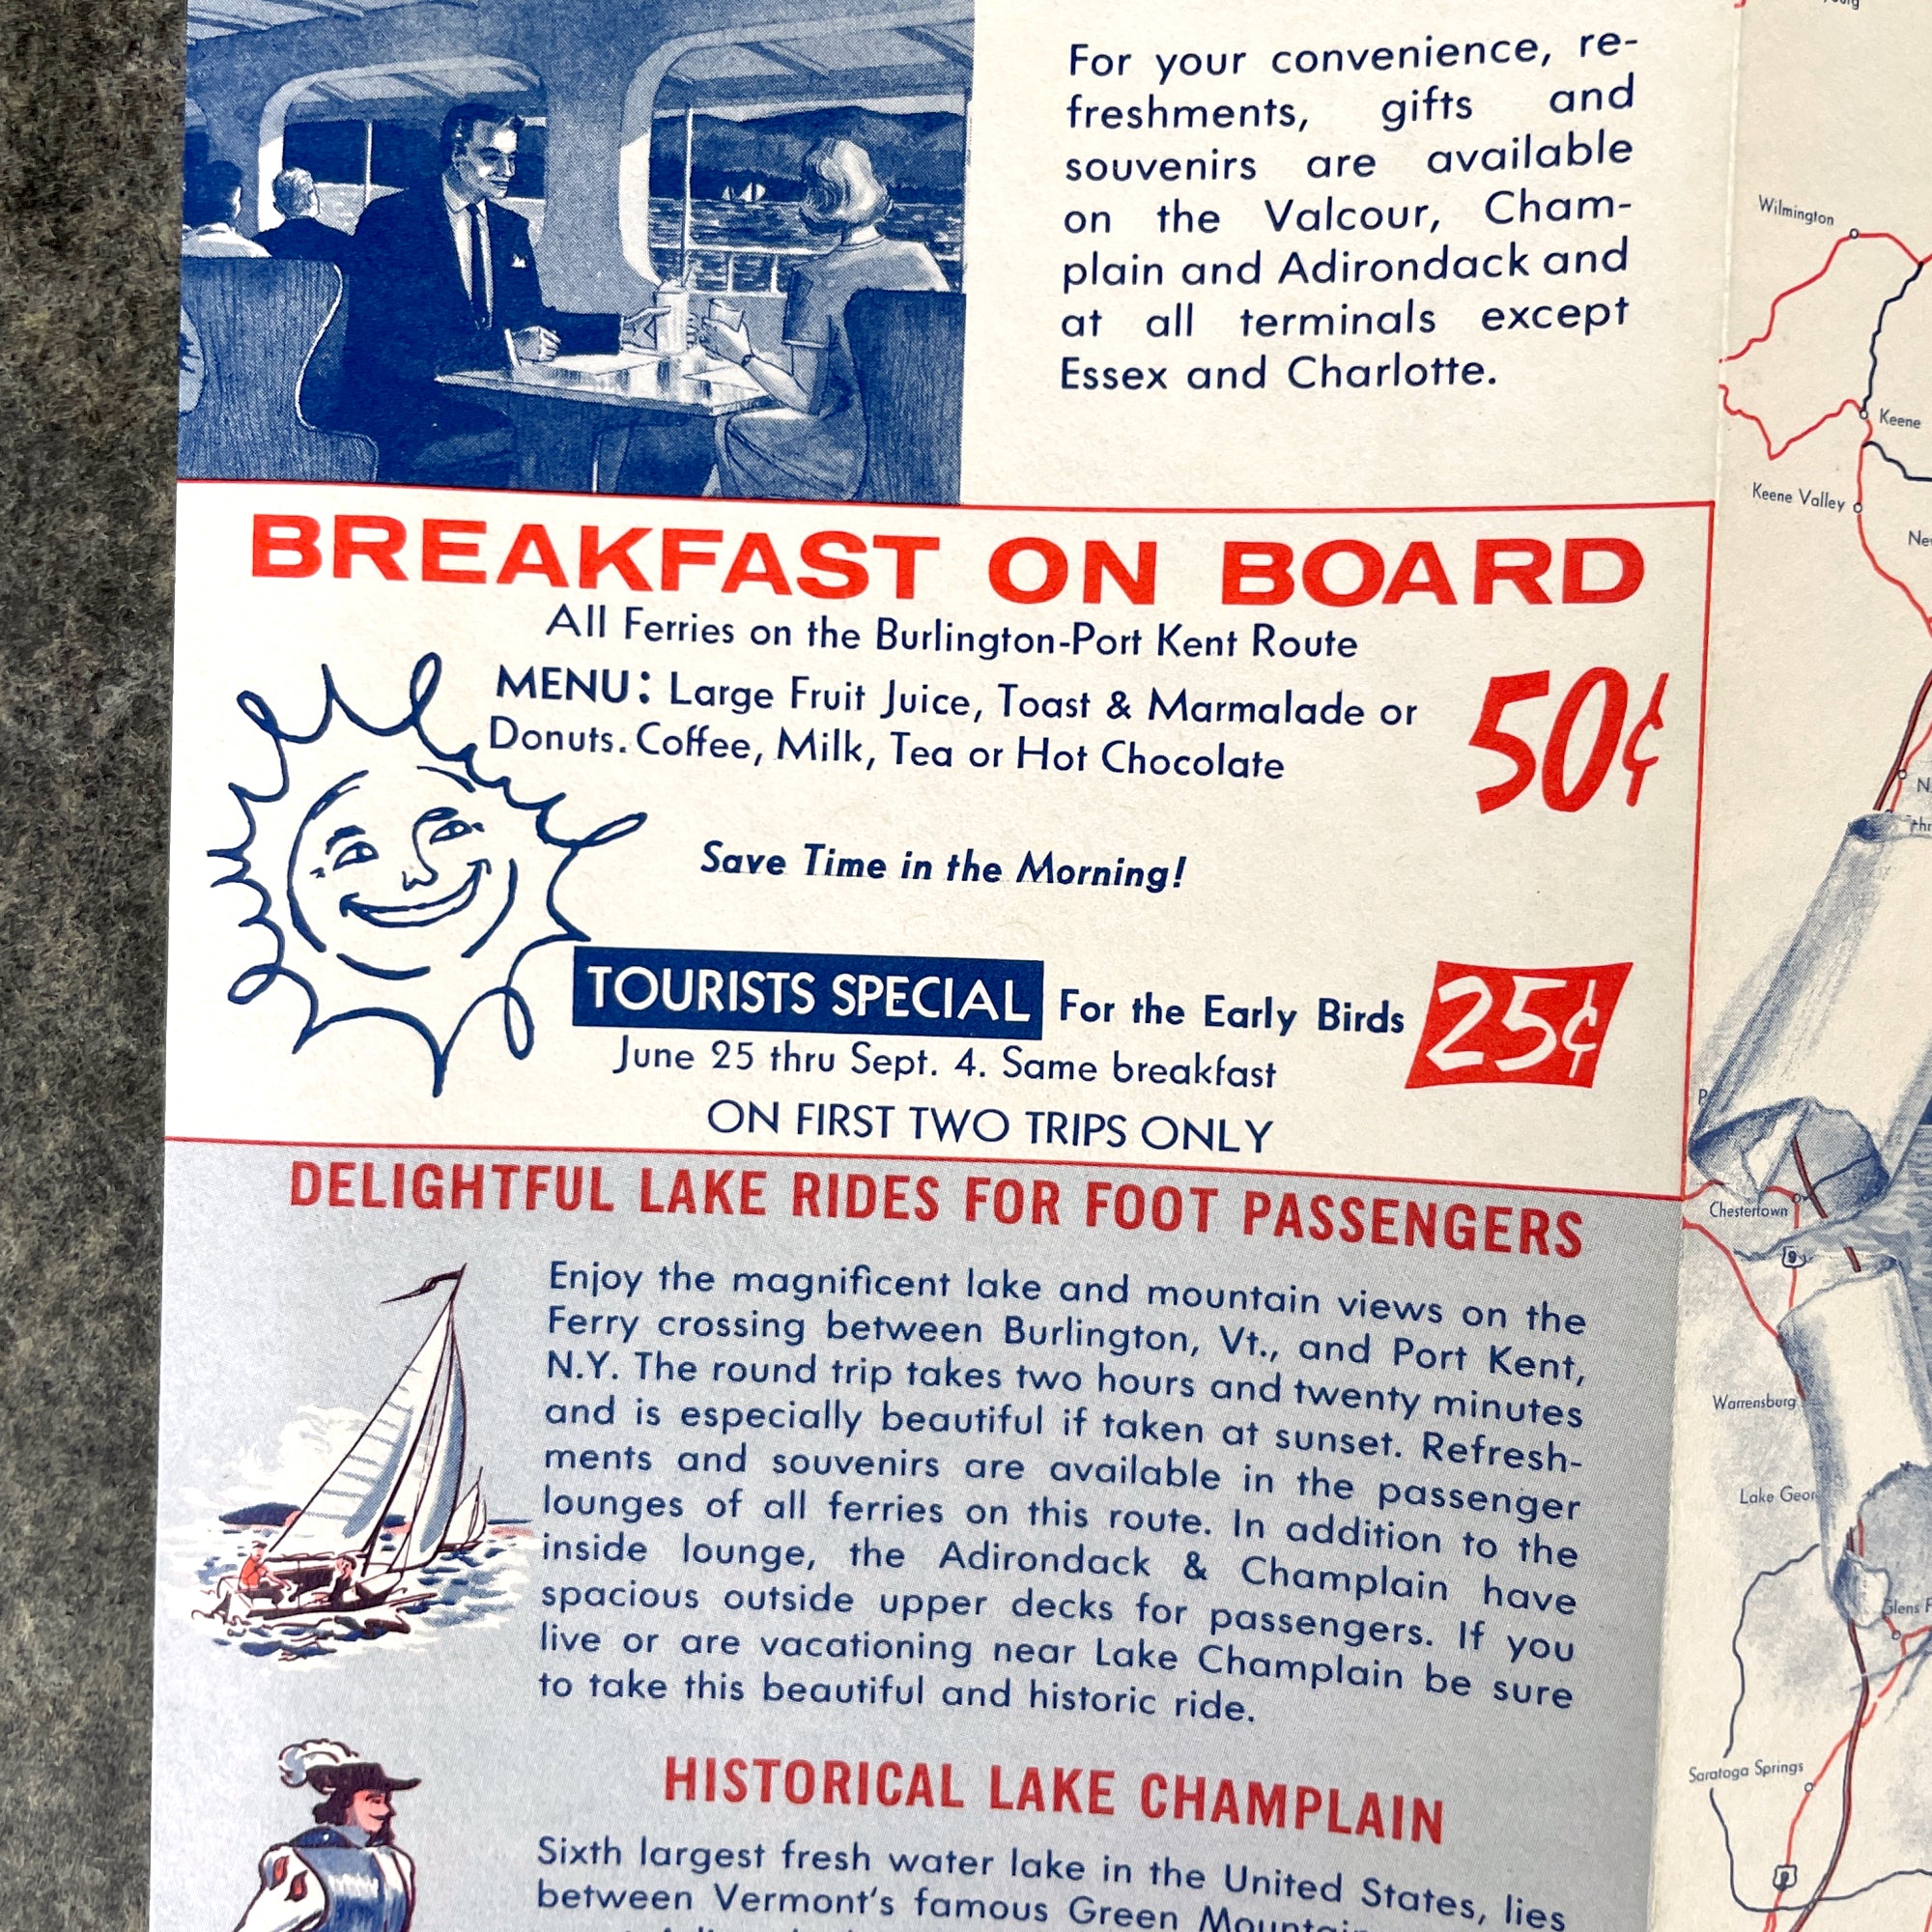 For your convenience, re-
freshments, gifts and
souvenirs are available
on the Valcour, Cham-
plain and Adirondack and
at all terminals except
Essex and Charlotte.
BREAKFAST ON BOARD
All Ferries on the Burlington-Port Kent Route
MENU: Large Fruit Juice, Toast & Marmalade or
Donuts. Coffee, Milk, Tea or Hot Chocolate
50¢
Save Time in the Morning!
TOURISTS SPECIAL For the Early Birds 25¢
June 25 thru Sept. 4. Same breakfast
ON FIRST TWO TRIPS ONLY
DELIGHTFUL LAKE RIDES FOR FOOT PASSENGERS
Enjoy the magnificent lake and mountain views on the
Ferry crossing between Burlington, Vt., and Port Kent,
N.Y. The round trip takes two hours and twenty minutes
and is especially beautiful if taken at sunset. Refresh-
ments and souvenirs are available in the passenger
lounges of all ferries on this route. In addition to the
inside lounge, the Adirondack & Champlain have
spacious outside upper decks for passengers. If you
live or are vacationing near Lake Champlain be sure
to take this beautiful and historic ride.
HISTORICAL LAKE CHAMPLAIN
Sixth largest fresh water lake in the United States, lies
between Vermont's famous Green
Wilmington
Keene
Keene Valley
Chestertown
9
Warrensburg
Lake
Glens
Saratoga Springs
9